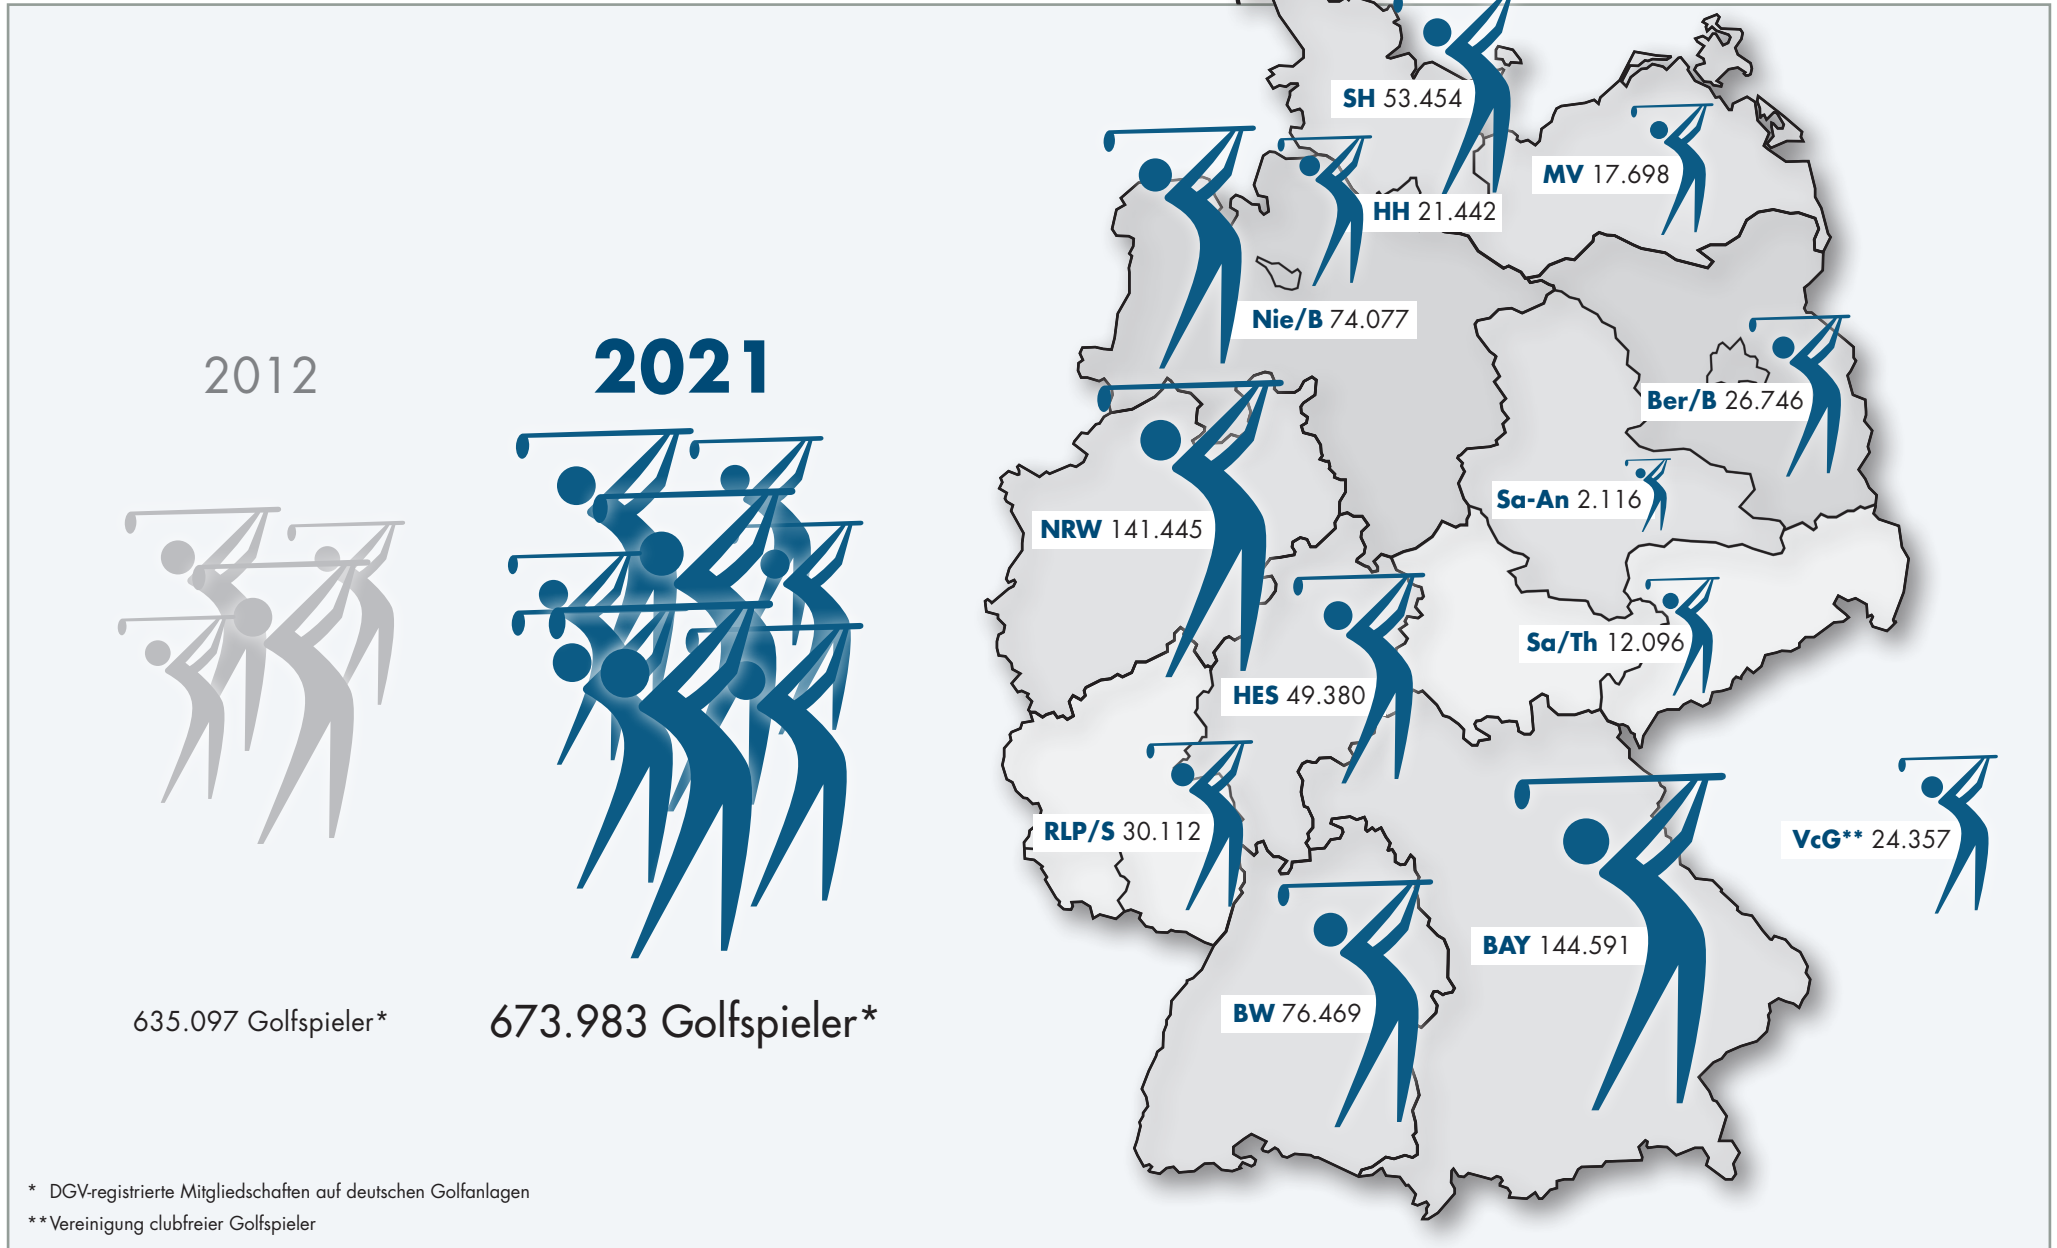 2012
635.097 Golfspieler*
2021
673.983 Golfspieler*
SH 53.454
MV 17.698
HH 21.442
Nie/B 74.077
Ber/B 26.746
Sa-An 2.116
NRW 141.445
Sa/Th 12.096
HES 49.380
RLP/S 30.112
VcG** 24.357
BAY 144.591
BW 76.469
* DGV-registrierte Mitgliedschaften auf deutschen Golfanlagen
** Vereinigung clubfreier Golfspieler